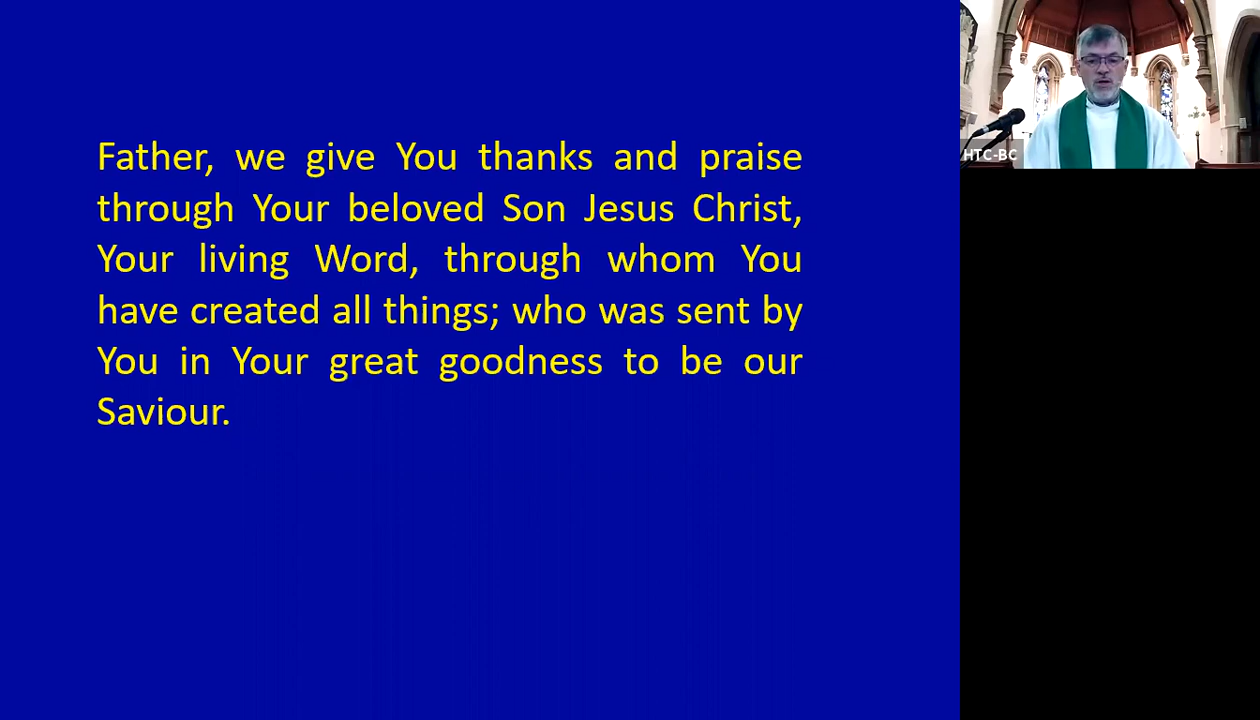 Father, we give You thanks and praise
through Your beloved Son Jesus Christ,
Your living Word, through whom You
have created all things; who was sent by
You in Your great goodness to be our
Saviour.
HTC-BC